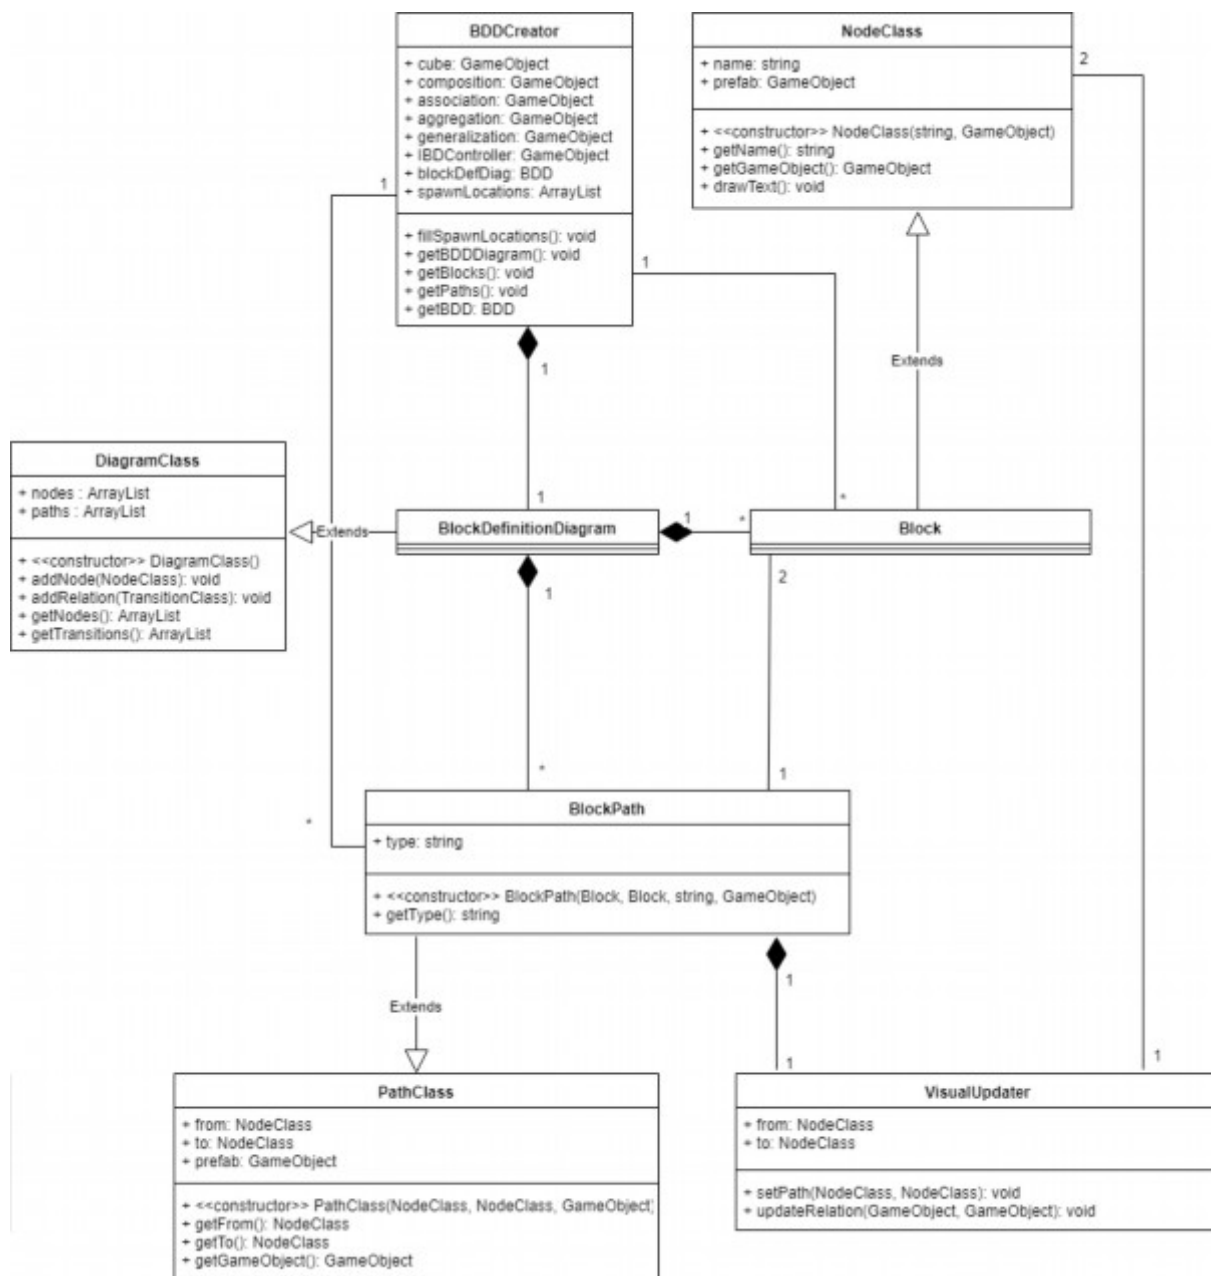 BDDCreator
+ cube: GameObject
+ composition: GameObject
+ association: GameObject
+ aggregation: GameObject
+ generalization: GameObject
+ IBDController: GameObject
+ blockDefDiag: BDD
+ spawnLocations: ArrayList
+ fillSpawnLocations(): void
+ getBDDDiagram(): void
+ getBlocks(): void
+ getPaths(): void
+ getBDD: BDD
NodeClass
+ name: string
+ prefab: GameObject
+ <<constructor>> NodeClass(string, GameObject)
+ getName(): string
+ getGameObject(): GameObject
+ drawText(): void
2
1
1
1
Extends
DiagramClass
+ nodes : ArrayList
+ paths : ArrayList
+ <<constructor>> DiagramClass()
+ addNode(NodeClass): void
+ addRelation(TransitionClass): void
+ getNodes(): ArrayList
+ getTransitions(): ArrayList
Extends
1
*
BlockDefinitionDiagram
1
*
Block
1
2
*
1
*
BlockPath
+ type: string
+ <<constructor>> BlockPath(Block, Block, string, GameObject)
+ getType(): string
Extends
1
1
1
PathClass
+ from: NodeClass
+ to: NodeClass
+ prefab: GameObject
+ <<constructor>> PathClass(NodeClass, NodeClass, GameObject)
+ getFrom(): NodeClass
+ getTo(): NodeClass
+ getGameObject(): GameObject
VisualUpdater
+ from: NodeClass
+ to: NodeClass
+ setPath(NodeClass, NodeClass): void
+ updateRelation(GameObject, GameObject): void